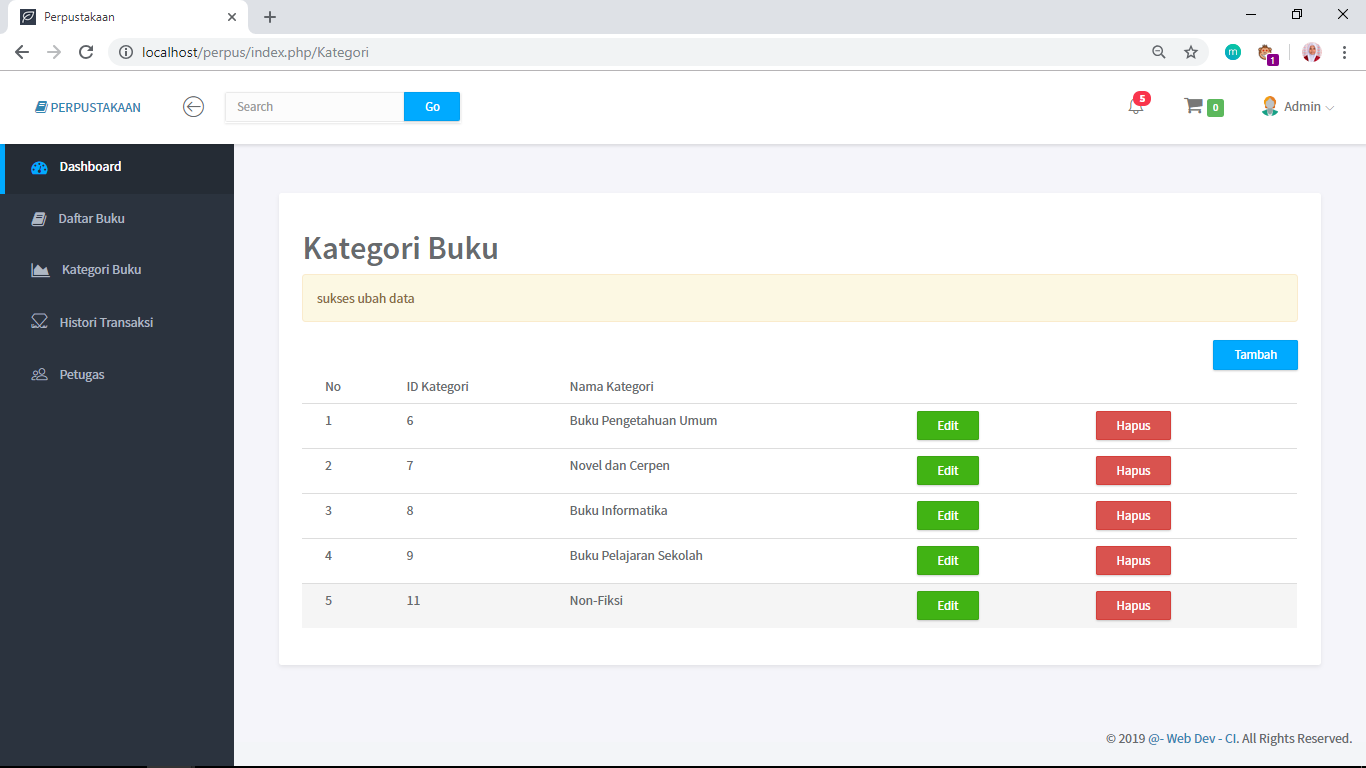 Perpustakaan
localhost/perpus/index.php/Kategori
m
1
PERPUSTAKAAN
Search
Go
5
0
Admin
Dashboard
Daftar Buku
Kategori Buku
Histori Transaksi
Petugas
Kategori Buku
sukses ubah data
Tambah
No ID Kategori Nama Kategori
1 6 Buku Pengetahuan Umum Edit Hapus
2 7 Novel dan Cerpen Edit Hapus
3 8 Buku Informatika Edit Hapus
4 9 Buku Pelajaran Sekolah Edit Hapus
5 11 Non-Fiksi Edit Hapus
© 2019 @- Web Dev - CI. All Rights Reserved.